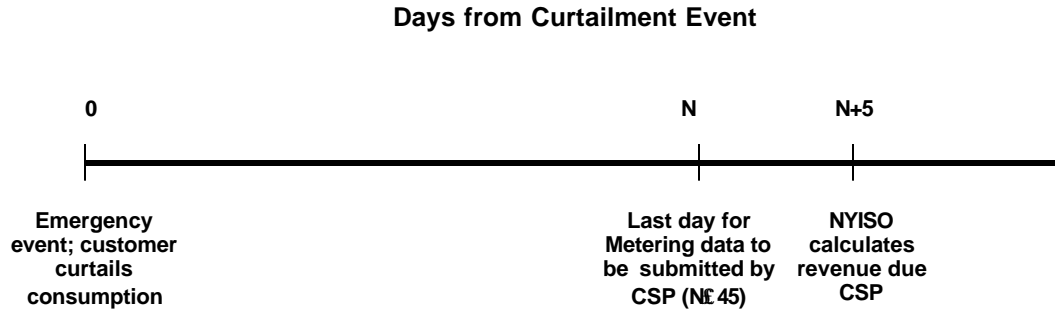 Days from Curtailment Event
0
N
N+5
Emergency
event; customer
curtails
consumption
Last day for
Metering data to
be submitted by
CSP (N£ 45)
NYISO
calculates
revenue due
CSP